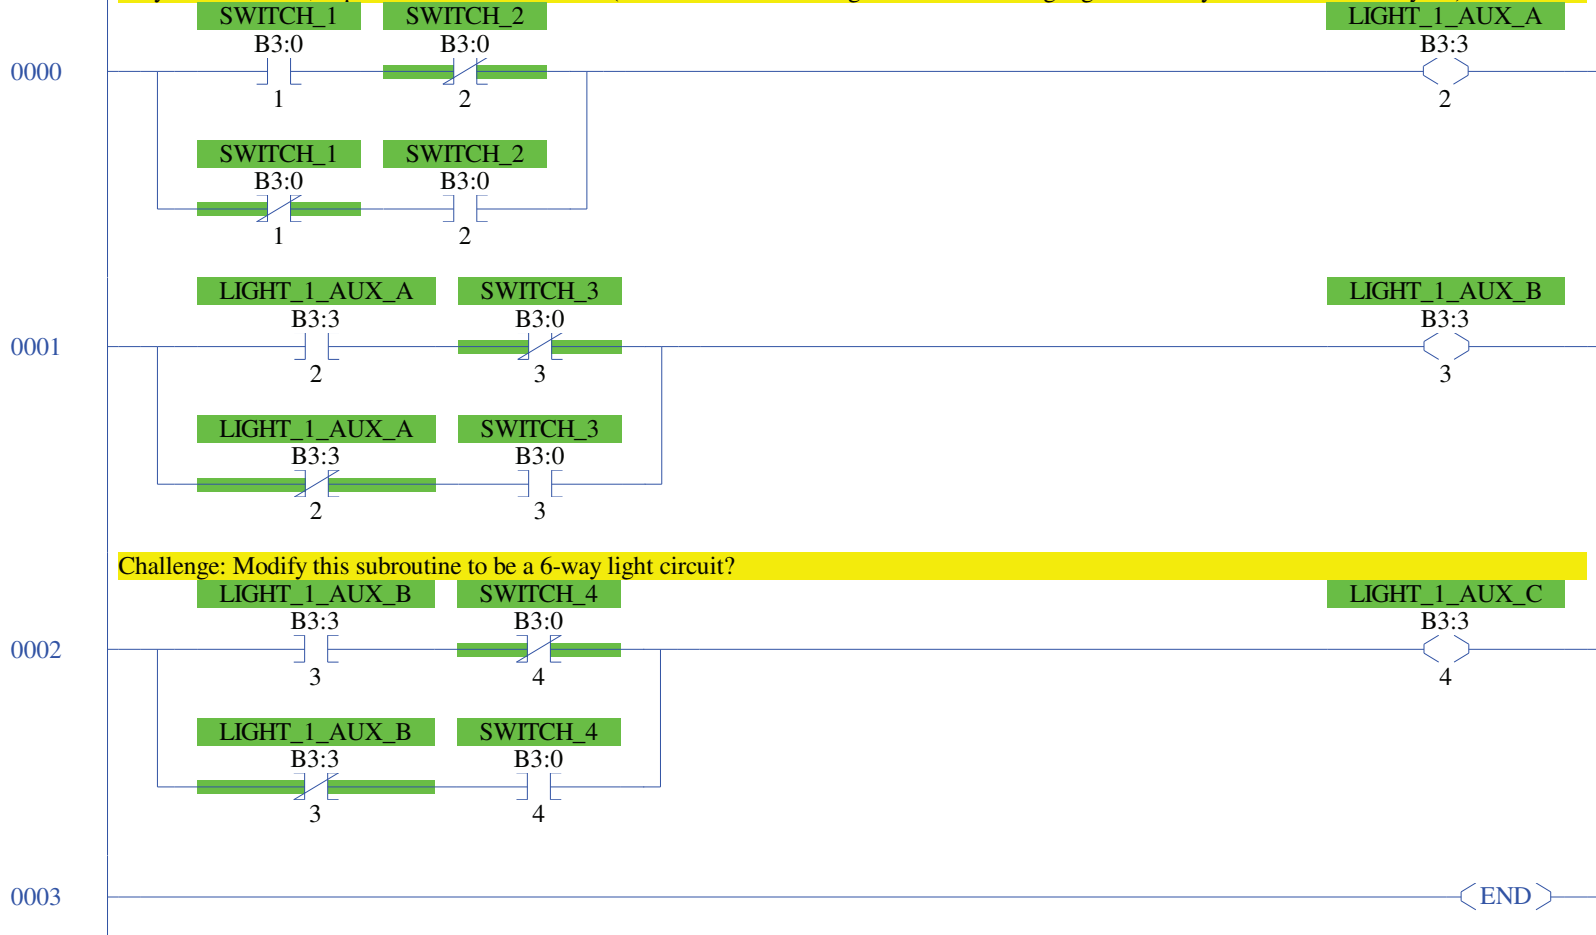 SWITCH_1 SWITCH_2 LIGHT_1_AUX_A
B3:0 B3:0 B3:3
0000
1 2 2
SWITCH_1 SWITCH_2
B3:0 B3:0
1 2
LIGHT_1_AUX_A SWITCH_3 LIGHT_1_AUX_B
B3:3 B3:0 B3:3
0001
2 3 3
LIGHT_1_AUX_A SWITCH_3
B3:3 B3:0
2 3
Challenge: Modify this subroutine to be a 6-way light circuit?
LIGHT_1_AUX_B SWITCH_4 LIGHT_1_AUX_C
B3:3 B3:0 B3:3
0002
3 4 4
LIGHT_1_AUX_B SWITCH_4
B3:3 B3:0
3 4
0003 END